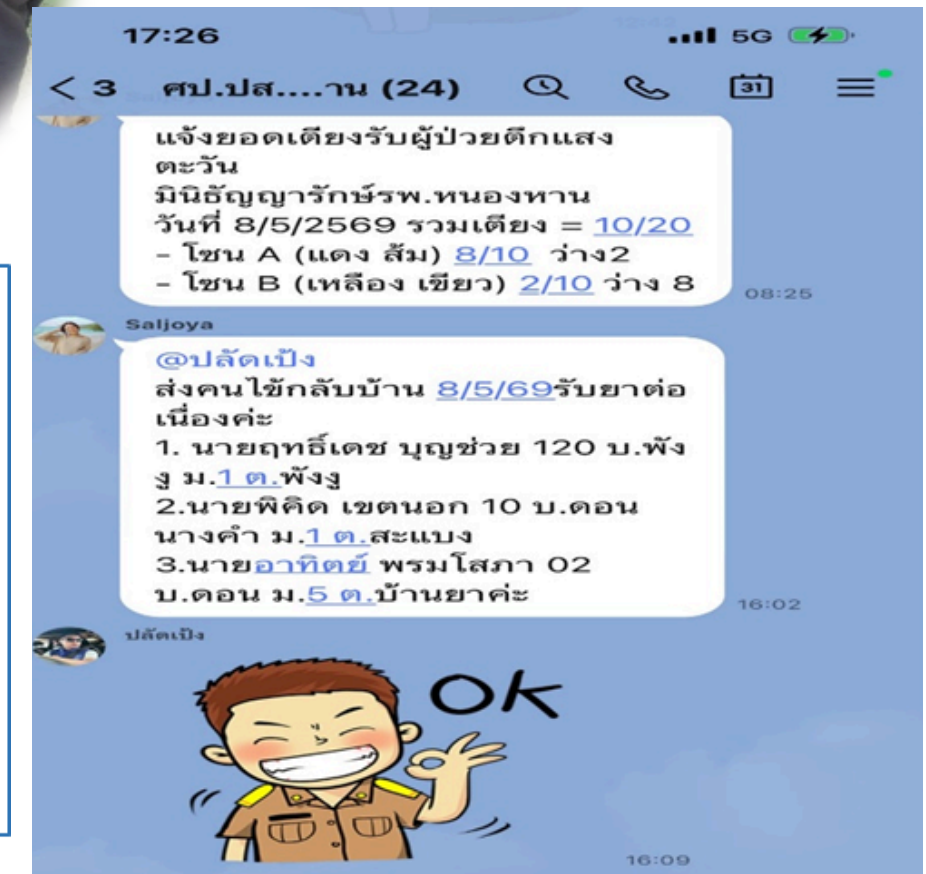 17:26
5G
3 ศป.ปส....าน (24)
31
แจ้งยอดเตียงรับผู้ป่วยตึกแสง
ตะวัน
มินิธัญญารักษ์รพ.หนองหาน
วันที่ 8/5/2569 รวมเตียง = 10/20
- โซน A (แดง ส้ม) 8/10 ว่าง2
- โซน B (เหลือง เขียว) 2/10 ว่าง 8
08:25
Saljoya
@ปลัดเป้ง
ส่งคนไข้กลับบ้าน 8/5/69รับยาต่อ
เนื่องค่ะ
1. นายฤทธิ์เดช บุญช่วย 120 บ.พัง
งู ม.1 ต.พังงู
2.นายพิคิด เขตนอก 10 บ.ดอน
นางคำ ม.1 ต.สะแบง
3.นายอาทิตย์ พรมโสภา 02
บ.ดอน ม.5 ต.บ้านยาค่ะ
16:02
ปลัดเป้ง
OK
16:09